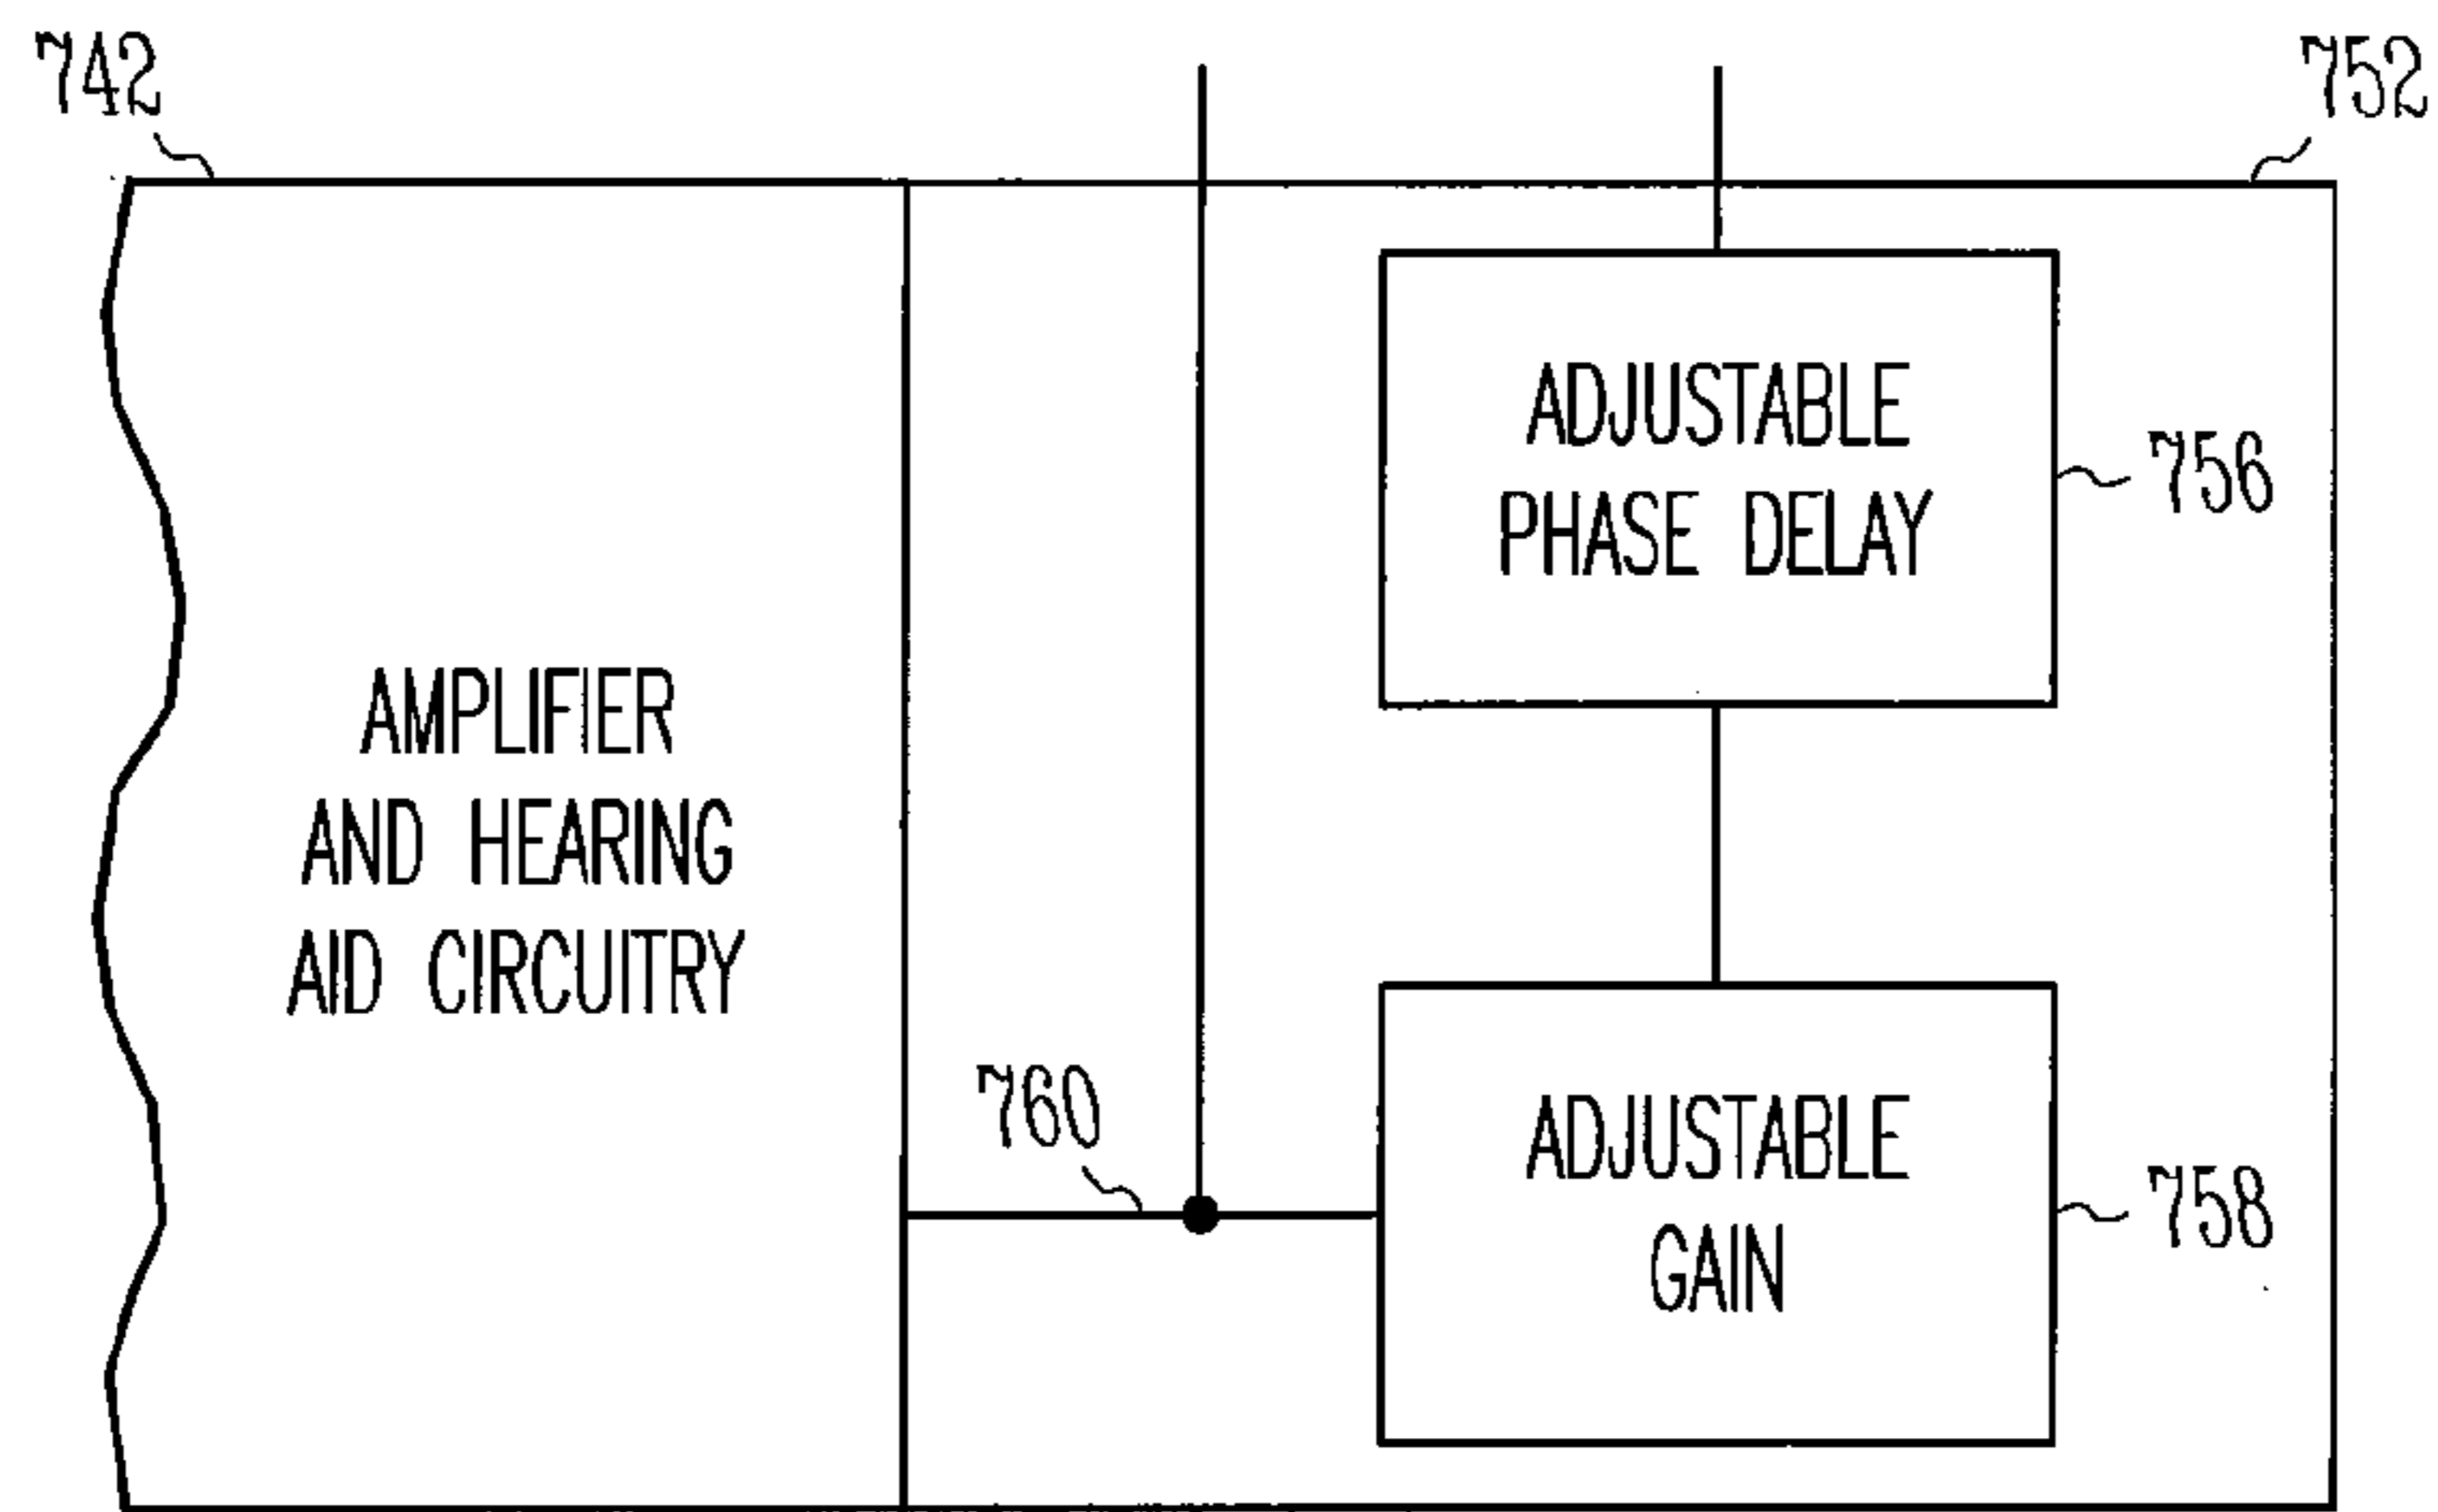 742
752
ADJUSTABLE
PHASE DELAY
756
AMPLIFIER
AND HEARING
AID CIRCUITRY
760
ADJUSTABLE
GAIN
758